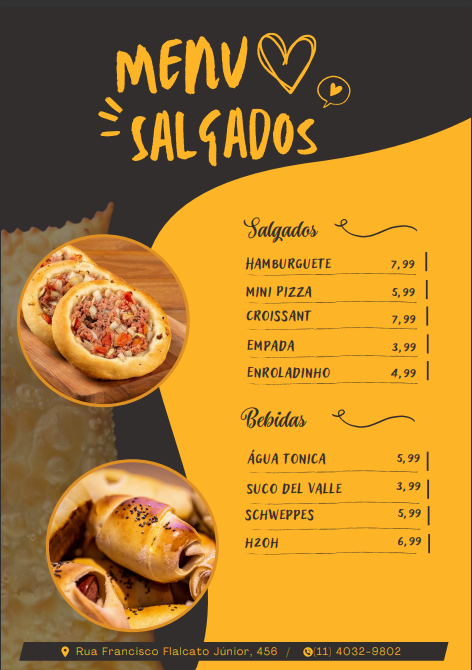 MENU
SALGADOS
Salgados
HAMBURGUETE 7,99
MINI PIZZA 5,99
CROISSANT 7,99
EMPADA 3,99
ENROLADINHO 4,99
Bebidas
ÁGUA TONICA 5,99
SUCO DEL VALLE 3,99
SCHWEPPES 5,99
H2OH 6,99
Rua Francisco Flalcato Júnior, 456 / (11) 4032-9802